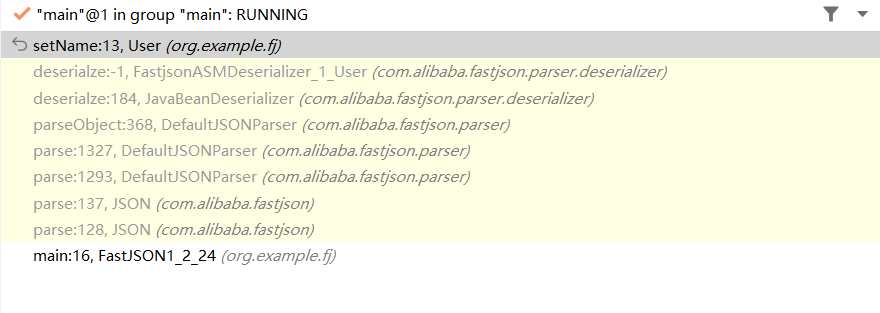 "main"@1 in group "main": RUNNING
setName:13, User (org.example.fj)
deserialze:-1, FastjsonASMDeserializer_1_User (com.alibaba.fastjson.parser.deserializer)
deserialze:184, JavaBeanDeserializer (com.alibaba.fastjson.parser.deserializer)
parseObject:368, DefaultJSONParser (com.alibaba.fastjson.parser)
parse:1327, DefaultJSONParser (com.alibaba.fastjson.parser)
parse:1293, DefaultJSONParser (com.alibaba.fastjson.parser)
parse:137, JSON (com.alibaba.fastjson)
parse:128, JSON (com.alibaba.fastjson)
main:16, FastJSON1_2_24 (org.example.fj)